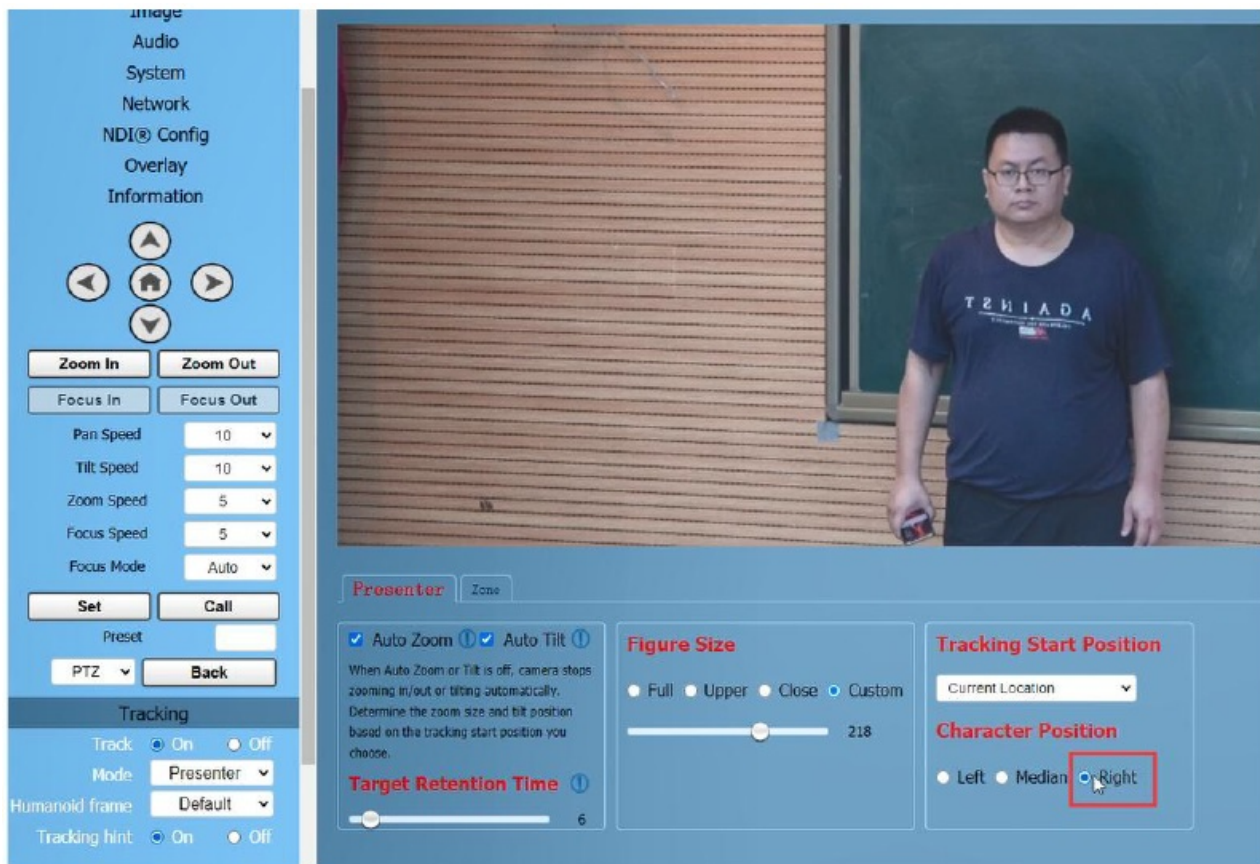 Image
Audio
System
Network
NDI® Config
Overlay
Information
Zoom In Zoom Out
Focus In Focus Out
Pan Speed 10
Tilt Speed 10
Zoom Speed 5
Focus Speed 5
Focus Mode Auto
Set Call
Preset
PTZ Back
Tracking
Track On Off
Mode Presenter
Humanoid frame Default
Tracking hint On Off
AGAINST
Presenter Zone
Auto Zoom Auto Tilt
When Auto Zoom or Tilt is off, camera stops
zooming in/out or tilting automatically.
Determine the zoom size and tilt position
based on the tracking start position you
choose.
Target Retention Time
6
Figure Size
Full Upper Close Custom
218
Tracking Start Position
Current Location
Character Position
Left Median Right